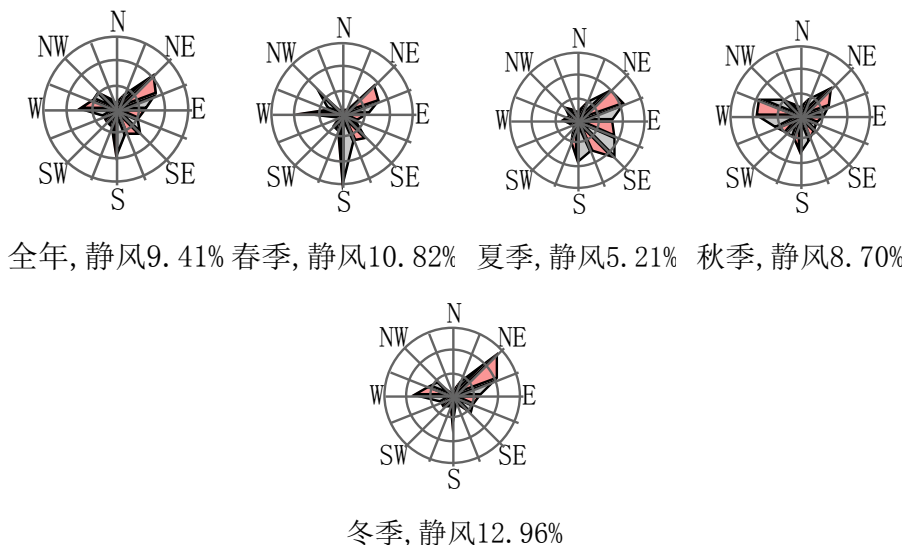 N N N N
NW NE NW NE NW NE NW NE
W E W E W E W E
SW SE SW SE SW SE SW SE
S S S S
全年,静风9.41% 春季,静风10.82% 夏季,静风5.21% 秋季,静风8.70%
N
NW NE
W E
SW SE
S
冬季,静风12.96%